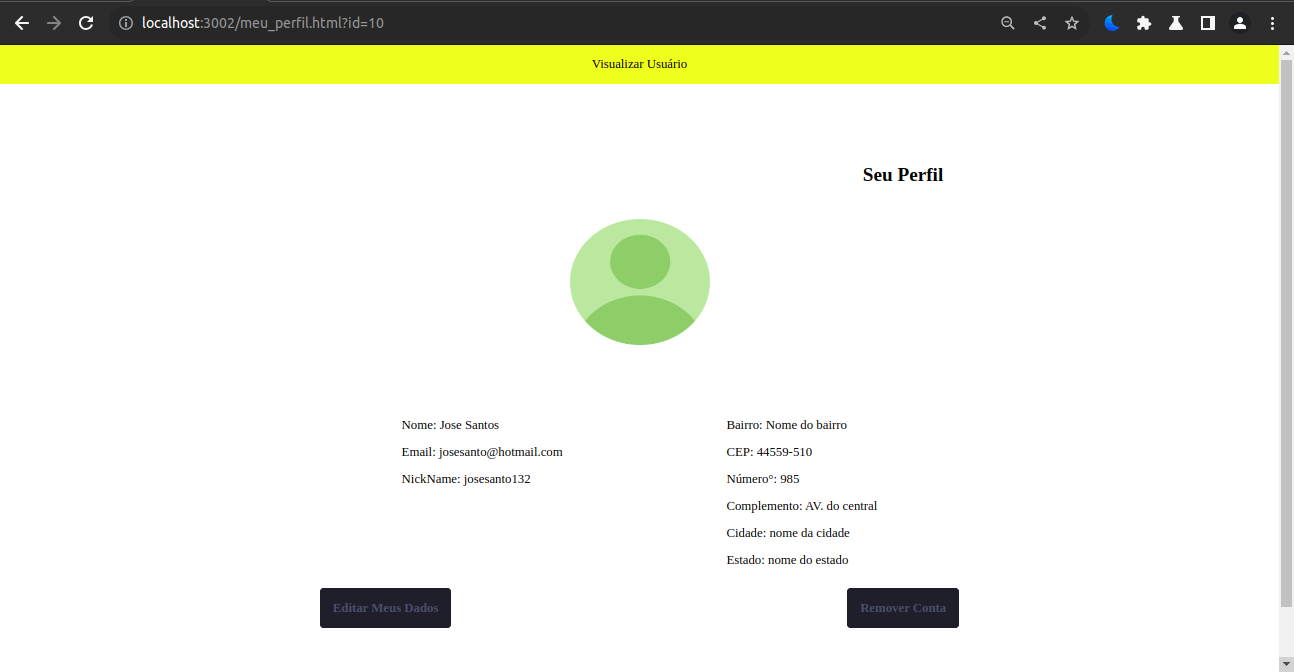 localhost:3002/meu_perfil.html?id=10
Visualizar Usuário
Seu Perfil
Nome: Jose Santos
Email: josesanto@hotmail.com
NickName: josesanto132
Bairro: Nome do bairro
CEP: 44559-510
Número°: 985
Complemento: AV. do central
Cidade: nome da cidade
Estado: nome do estado
Editar Meus Dados
Remover Conta